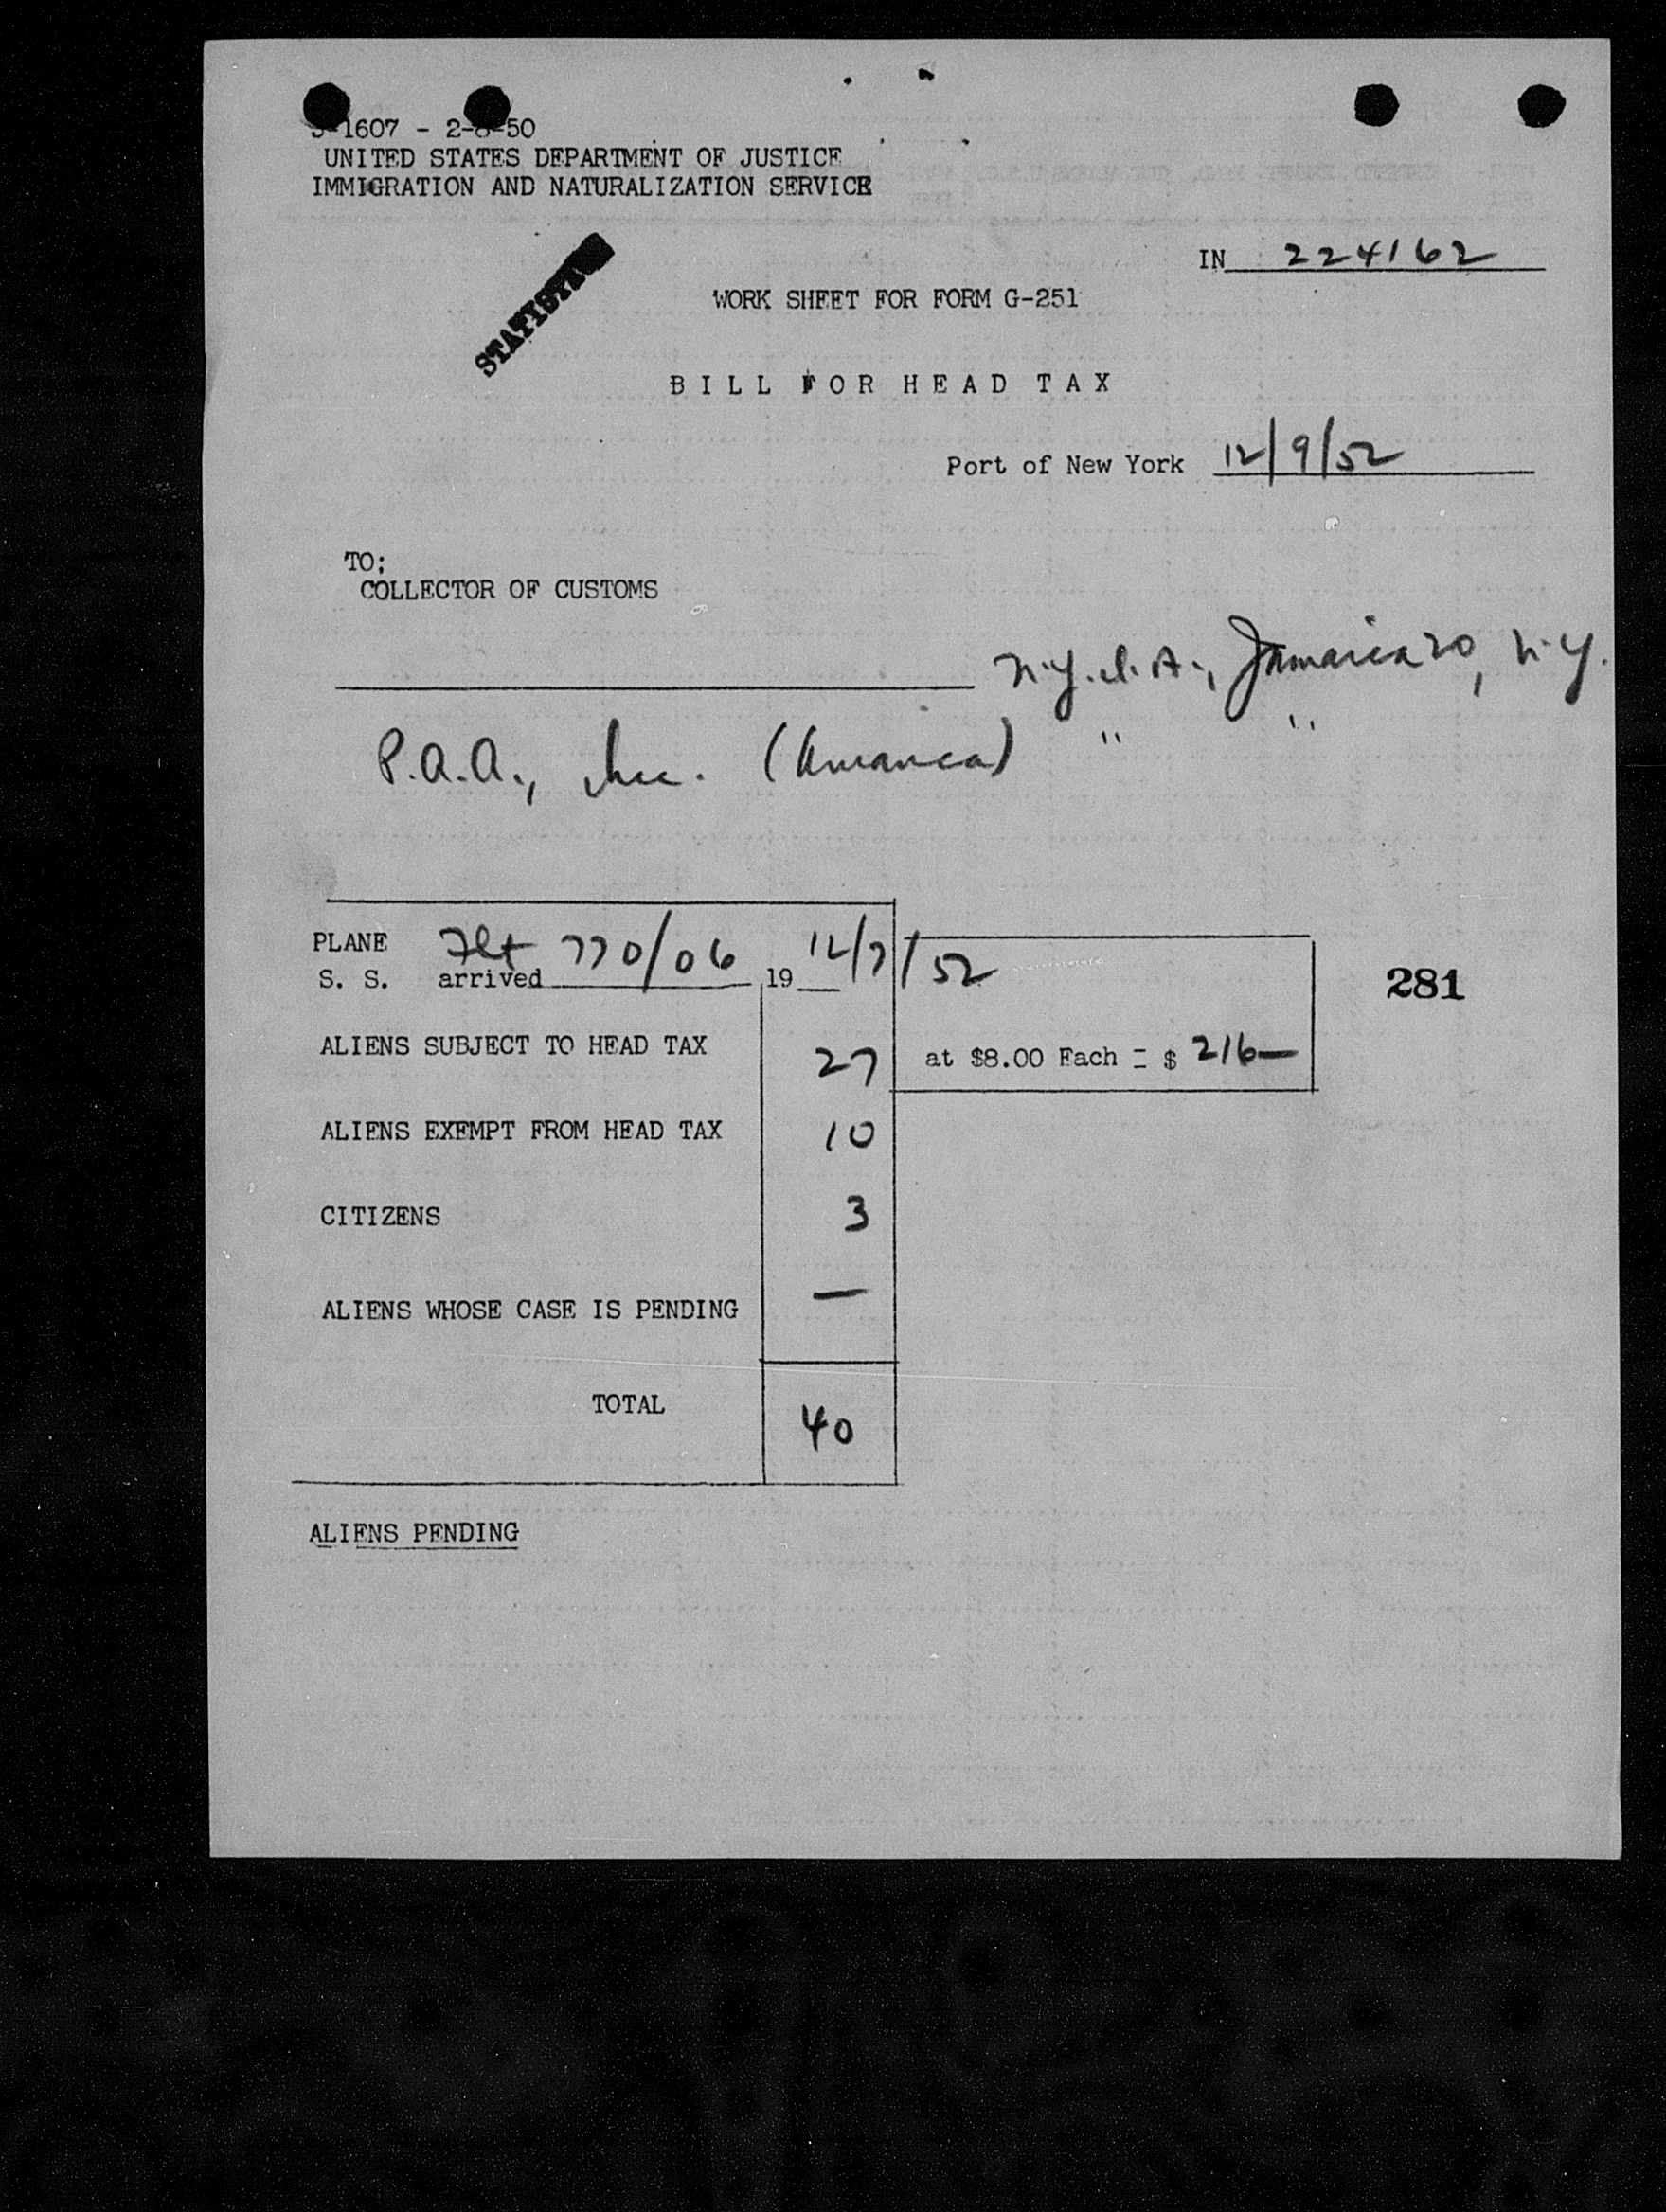 1607 - 2-8-50
UNITED STATES DEPARTMENT OF JUSTICE
IMMIGRATION AND NATURALIZATION SERVICE
IN 224162
WORK SHEET FOR FORM G-251
BILL FOR HEAD TAX
Port of New York 12/9/52
TO;
COLLECTOR OF CUSTOMS
N.Y.I.A., Jamaica 20, N.Y.
P.A.A., Inc. (America) " "
PLANE Flt 770/06 12/7/52
S. S. arrived 19
281
ALIENS SUBJECT TO HEAD TAX 27 at $8.00 Each = $ 216—
ALIENS EXEMPT FROM HEAD TAX 10
CITIZENS 3
ALIENS WHOSE CASE IS PENDING —
TOTAL 40
ALIENS PENDING